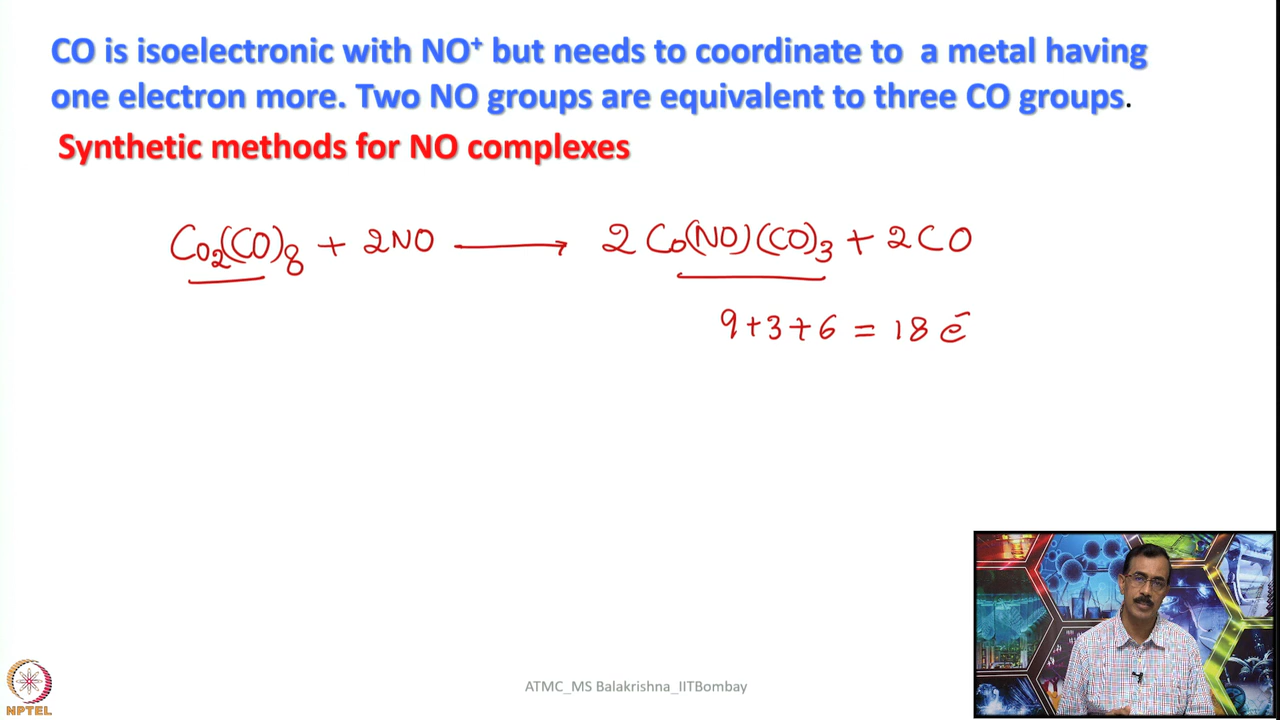 CO is isoelectronic with NO⁺ but needs to coordinate to a metal having
one electron more. Two NO groups are equivalent to three CO groups.
Synthetic methods for NO complexes
Co₂(CO)₈ + 2NO ⟶ 2 Co(NO)(CO)₃ + 2CO
9+3+6 = 18 e⁻
ATMC_MS Balakrishna_IITBombay
NPTEL